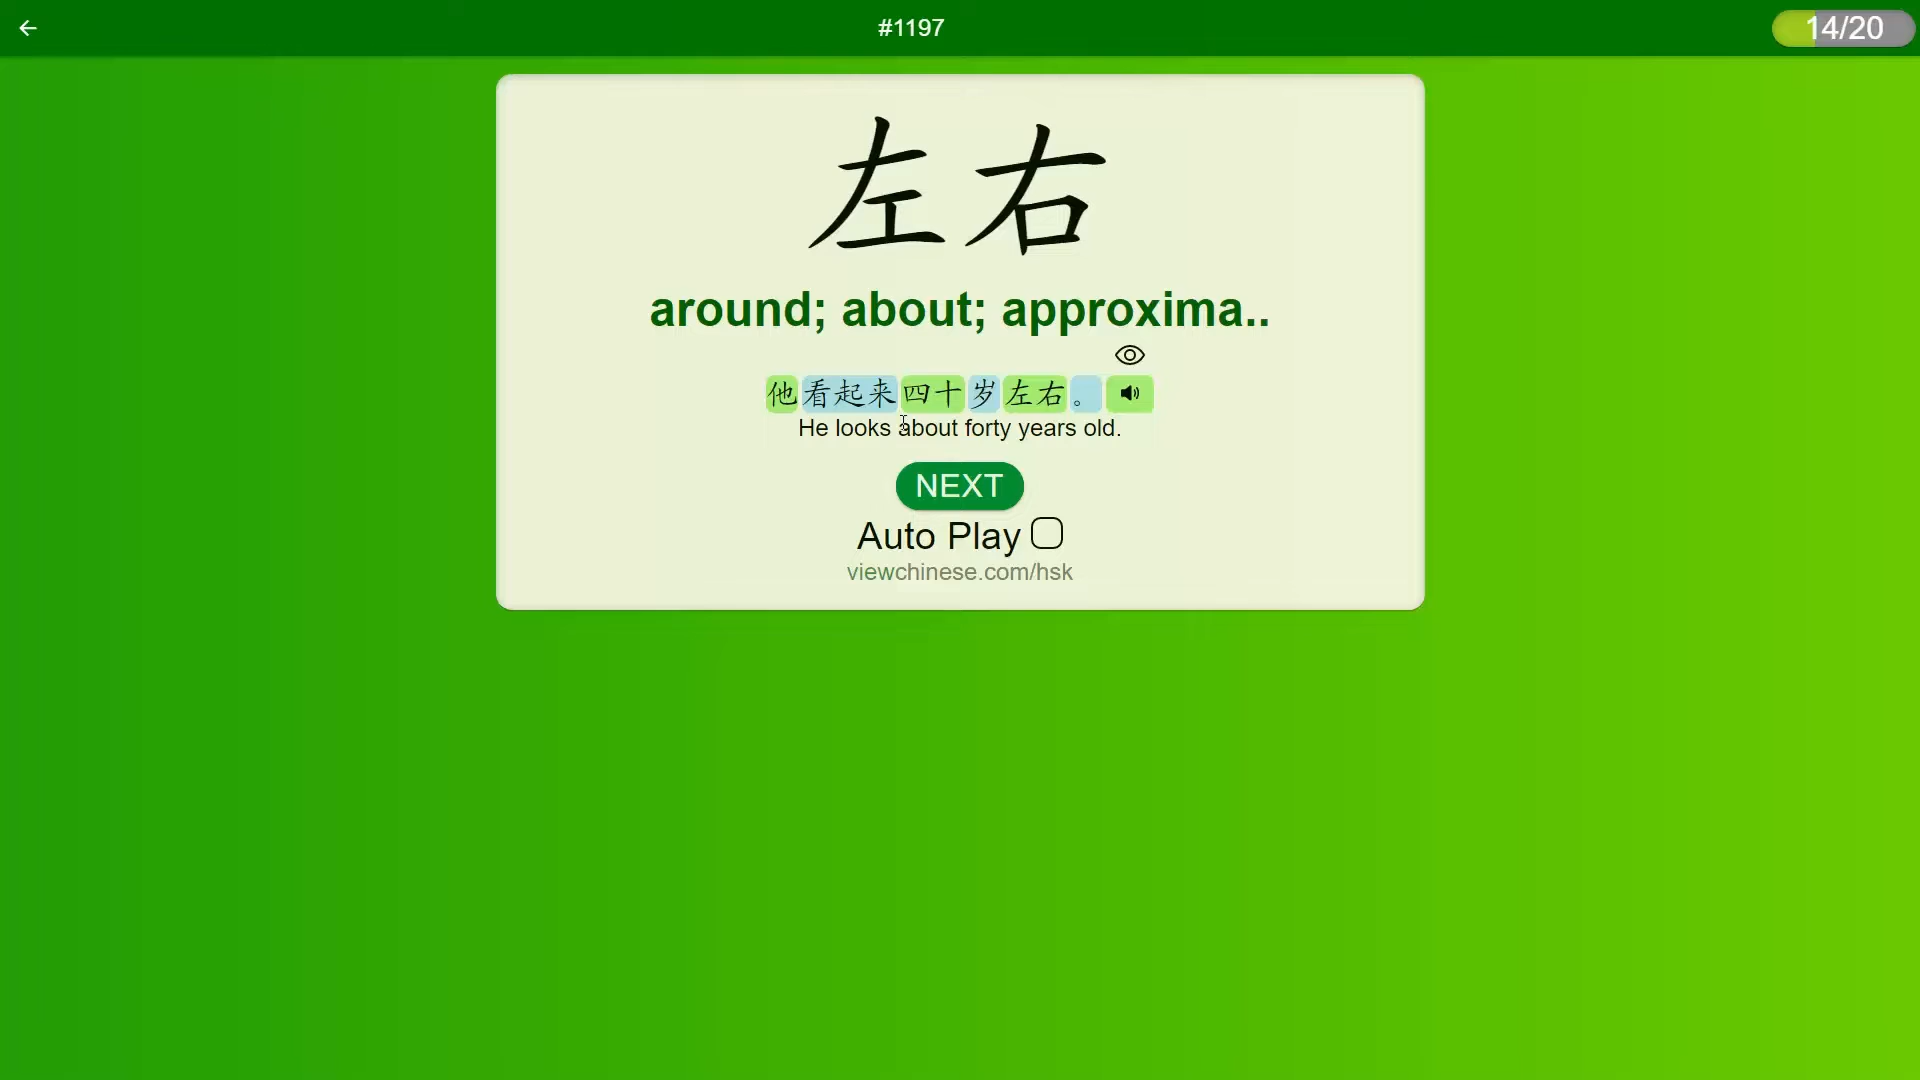 #1197
14/20
左右
around; about; approxima..
他看起来四十岁左右。
He looks about forty years old.
NEXT
Auto Play
viewchinese.com/hsk